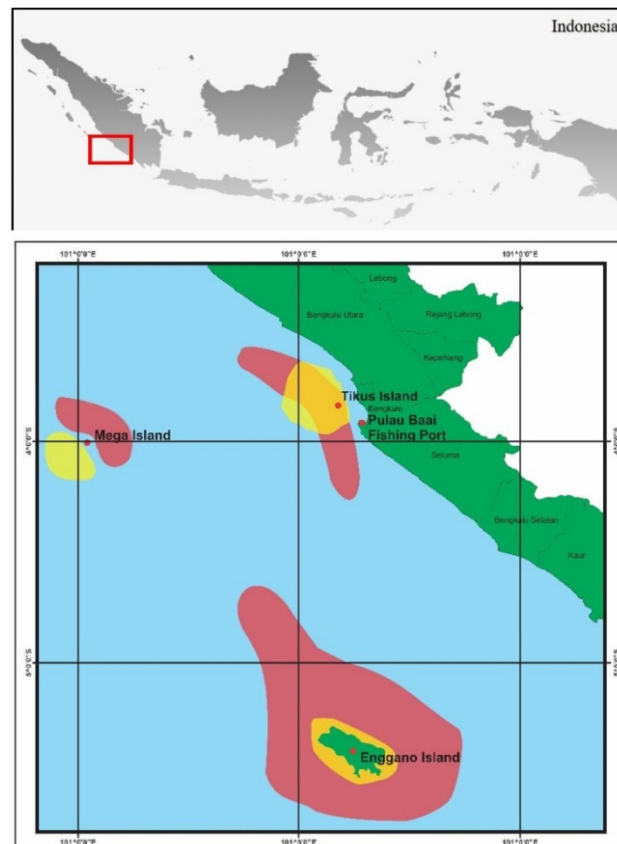 Indonesia
101°0'0"E 101°0'0"E 101°0'0"E
Lebong
Bengkulu Utara
Rejang Lebong
Kepahiang
Tikus Island
Bengkulu
Pulau Baai
Fishing Port
Mega Island
Seluma
Bengkulu Selatan
Kaur
Enggano Island